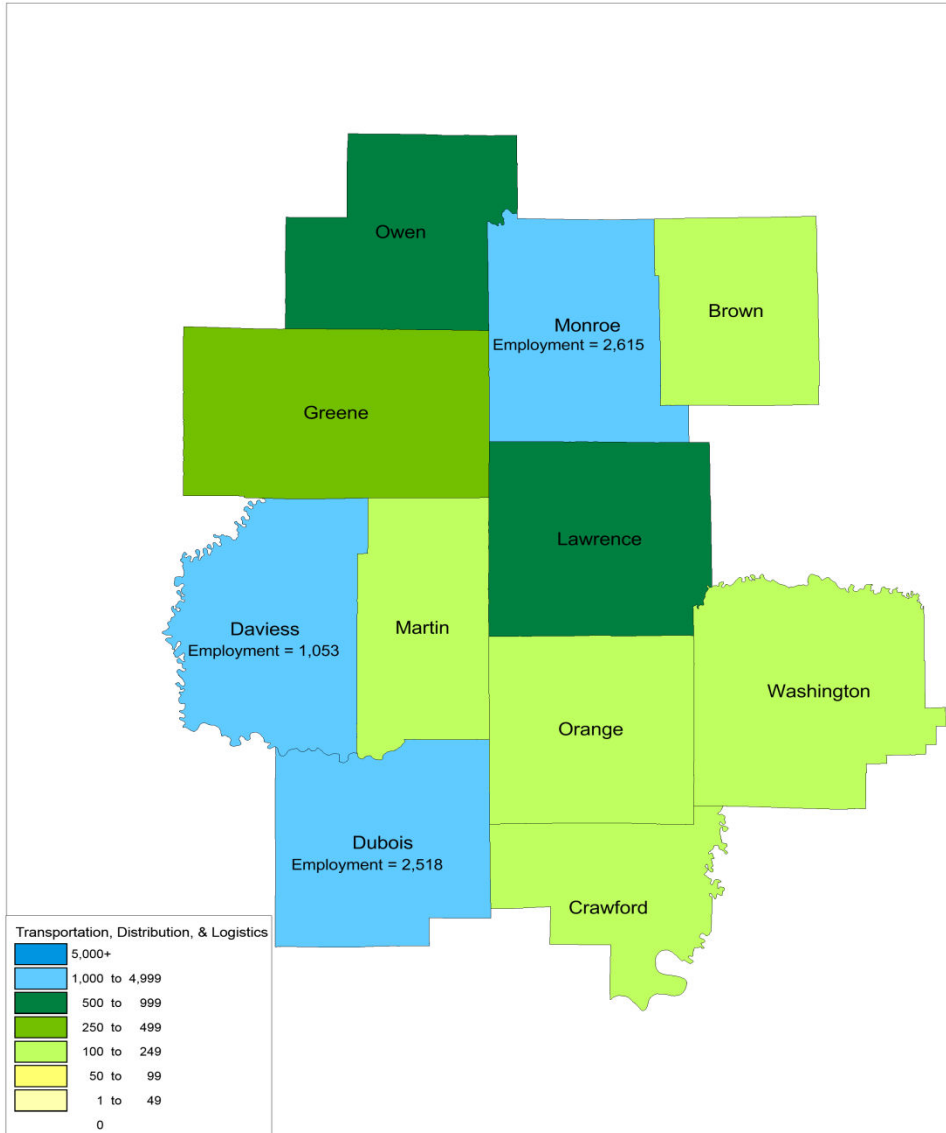 Owen
Brown
Monroe
Employment = 2,615
Greene
Lawrence
Daviess
Employment = 1,053
Martin
Washington
Orange
Dubois
Employment = 2,518
Crawford
Transportation, Distribution, & Logistics
5,000+
1,000 to 4,999
500 to 999
250 to 499
100 to 249
50 to 99
1 to 49
0